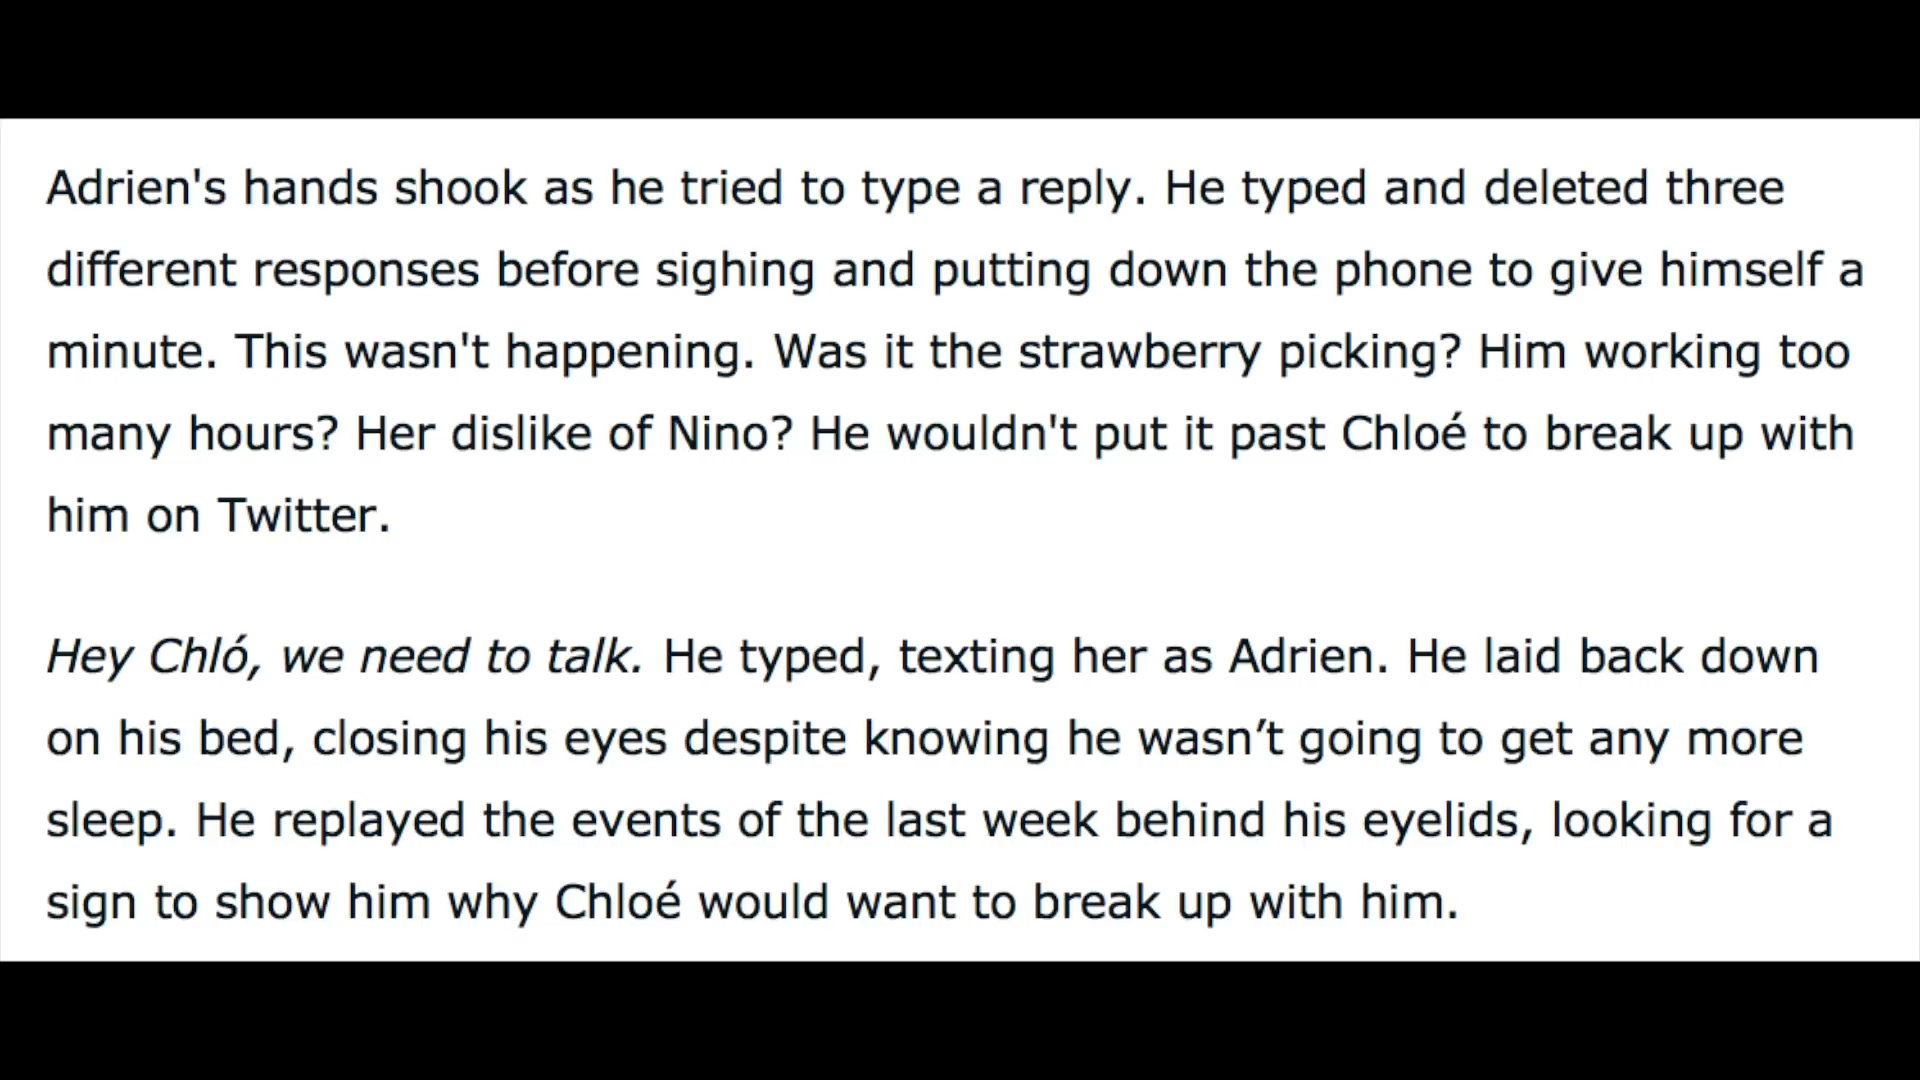 Adrien's hands shook as he tried to type a reply. He typed and deleted three
different responses before sighing and putting down the phone to give himself a
minute. This wasn't happening. Was it the strawberry picking? Him working too
many hours? Her dislike of Nino? He wouldn't put it past Chloé to break up with
him on Twitter.
Hey Chló, we need to talk. He typed, texting her as Adrien. He laid back down
on his bed, closing his eyes despite knowing he wasn’t going to get any more
sleep. He replayed the events of the last week behind his eyelids, looking for a
sign to show him why Chloé would want to break up with him.